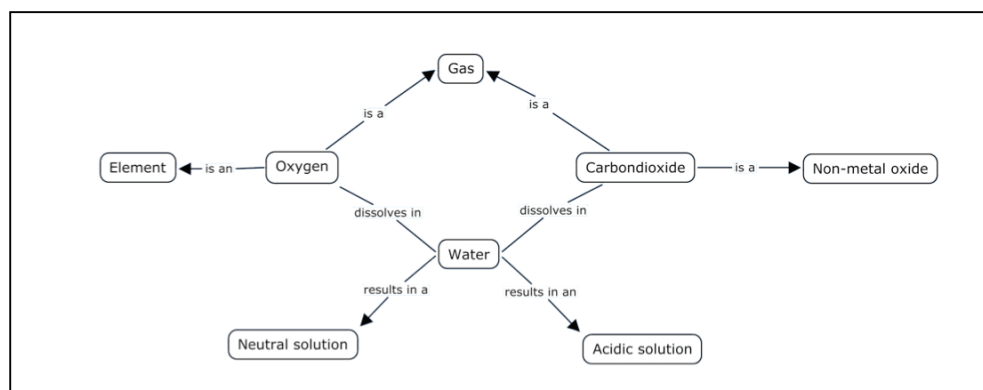 Gas
is a
is a
Element
is an
Oxygen
Carbondioxide
is a
Non-metal oxide
dissolves in
dissolves in
Water
results in a
results in an
Neutral solution
Acidic solution